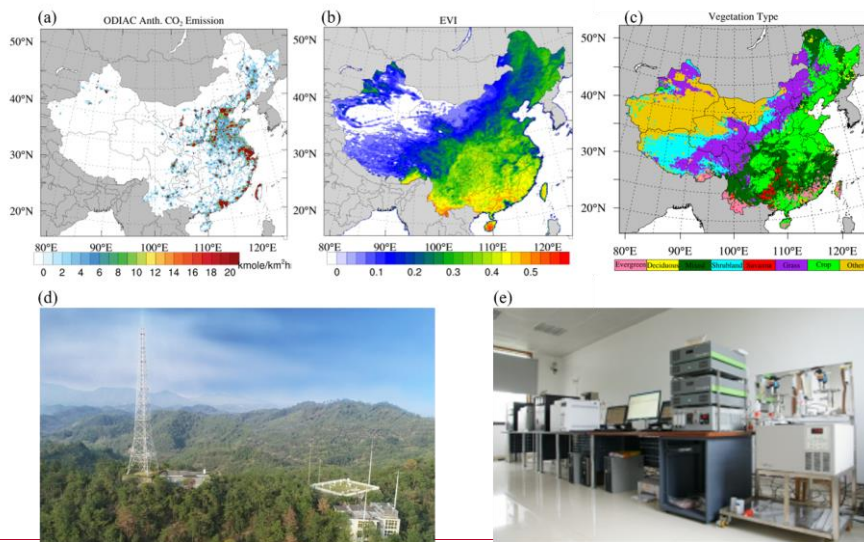 (a) ODIAC Anth. CO₂ Emission
50°N
40°N
30°N
20°N
80°E 90°E 100°E 110°E 120°E
0 2 4 6 8 10 12 14 16 18 20 kmole/km²h
(b) EVI
50°N
40°N
30°N
20°N
80°E 90°E 100°E 110°E 120°E
0 0.1 0.2 0.3 0.4 0.5
(c) Vegetation Type
50°N
40°N
30°N
20°N
80°E 90°E 100°E 110°E 120°E
Evergreen Deciduous Shrubland Grass Crop Other
(d)
(e)